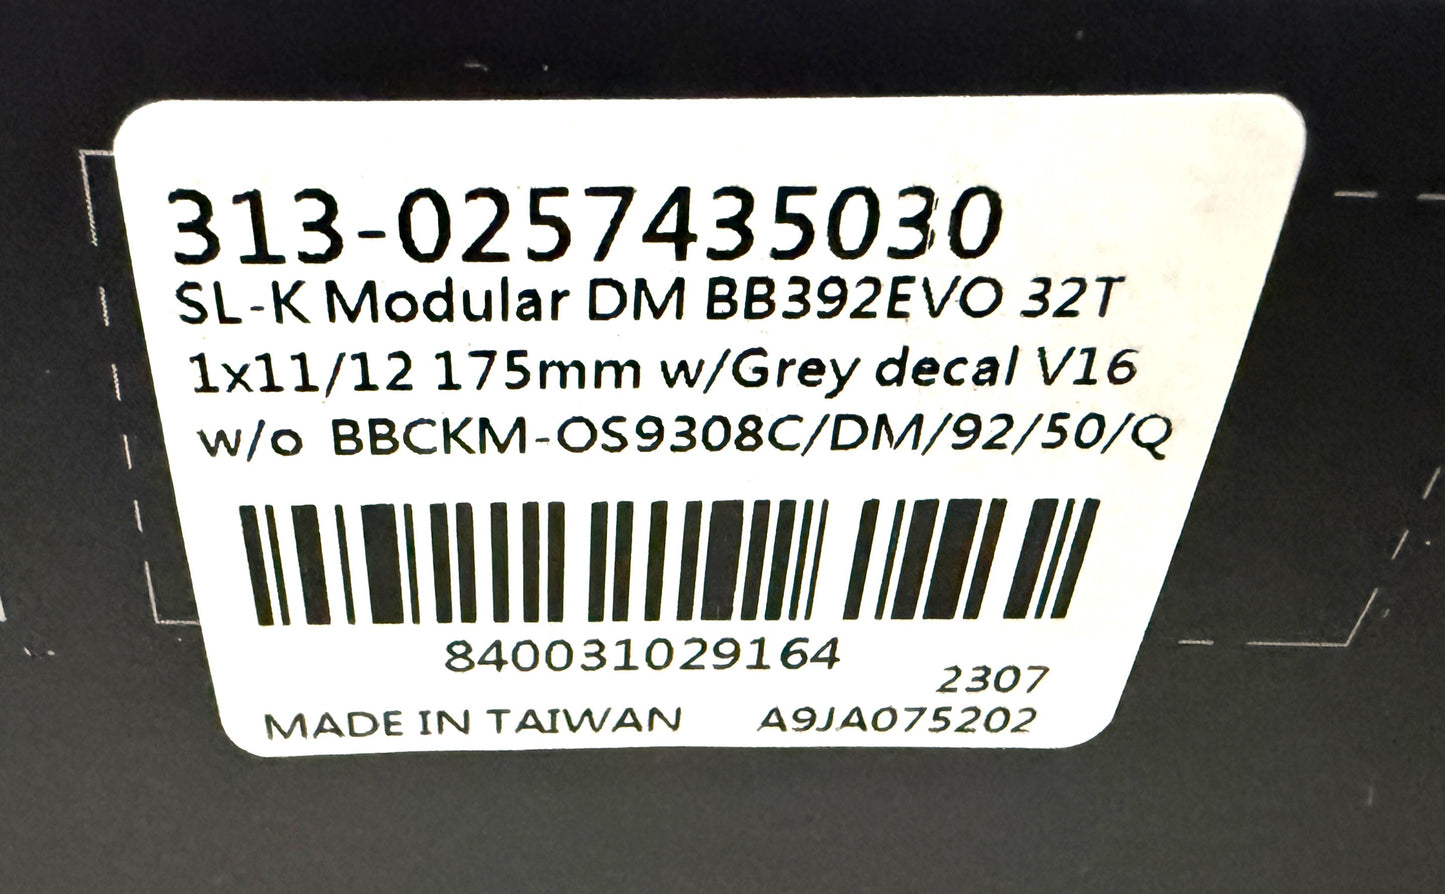 313-0257435030
SL-K Modular DM BB392EVO 32T
1x11/12 175mm w/Grey decal V16
w/o BBCKM-OS9308C/DM/92/50/Q
840031029164
2307
MADE IN TAIWAN A9JA075202